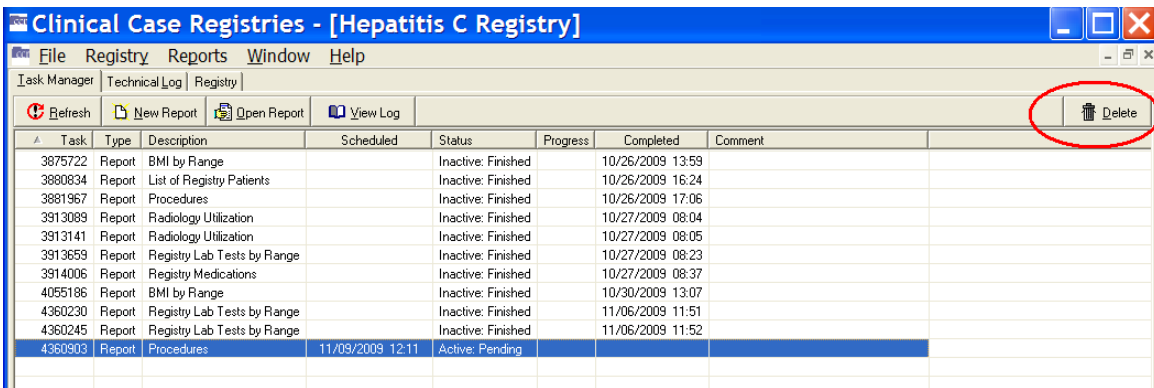 Clinical Case Registries - [Hepatitis C Registry]
File Registry Reports Window Help
Task Manager Technical Log Registry
Refresh New Report Open Report View Log Delete
Task Type Description Scheduled Status Progress Completed Comment
3875722 Report BMI by Range Inactive: Finished 10/26/2009 13:59
3880834 Report List of Registry Patients Inactive: Finished 10/26/2009 16:24
3881967 Report Procedures Inactive: Finished 10/26/2009 17:06
3913089 Report Radiology Utilization Inactive: Finished 10/27/2009 08:04
3913141 Report Radiology Utilization Inactive: Finished 10/27/2009 08:05
3913659 Report Registry Lab Tests by Range Inactive: Finished 10/27/2009 08:23
3914006 Report Registry Medications Inactive: Finished 10/27/2009 08:37
4055186 Report BMI by Range Inactive: Finished 10/30/2009 13:07
4360230 Report Registry Lab Tests by Range Inactive: Finished 11/06/2009 11:51
4360245 Report Registry Lab Tests by Range Inactive: Finished 11/06/2009 11:52
4360903 Report Procedures 11/09/2009 12:11 Active: Pending